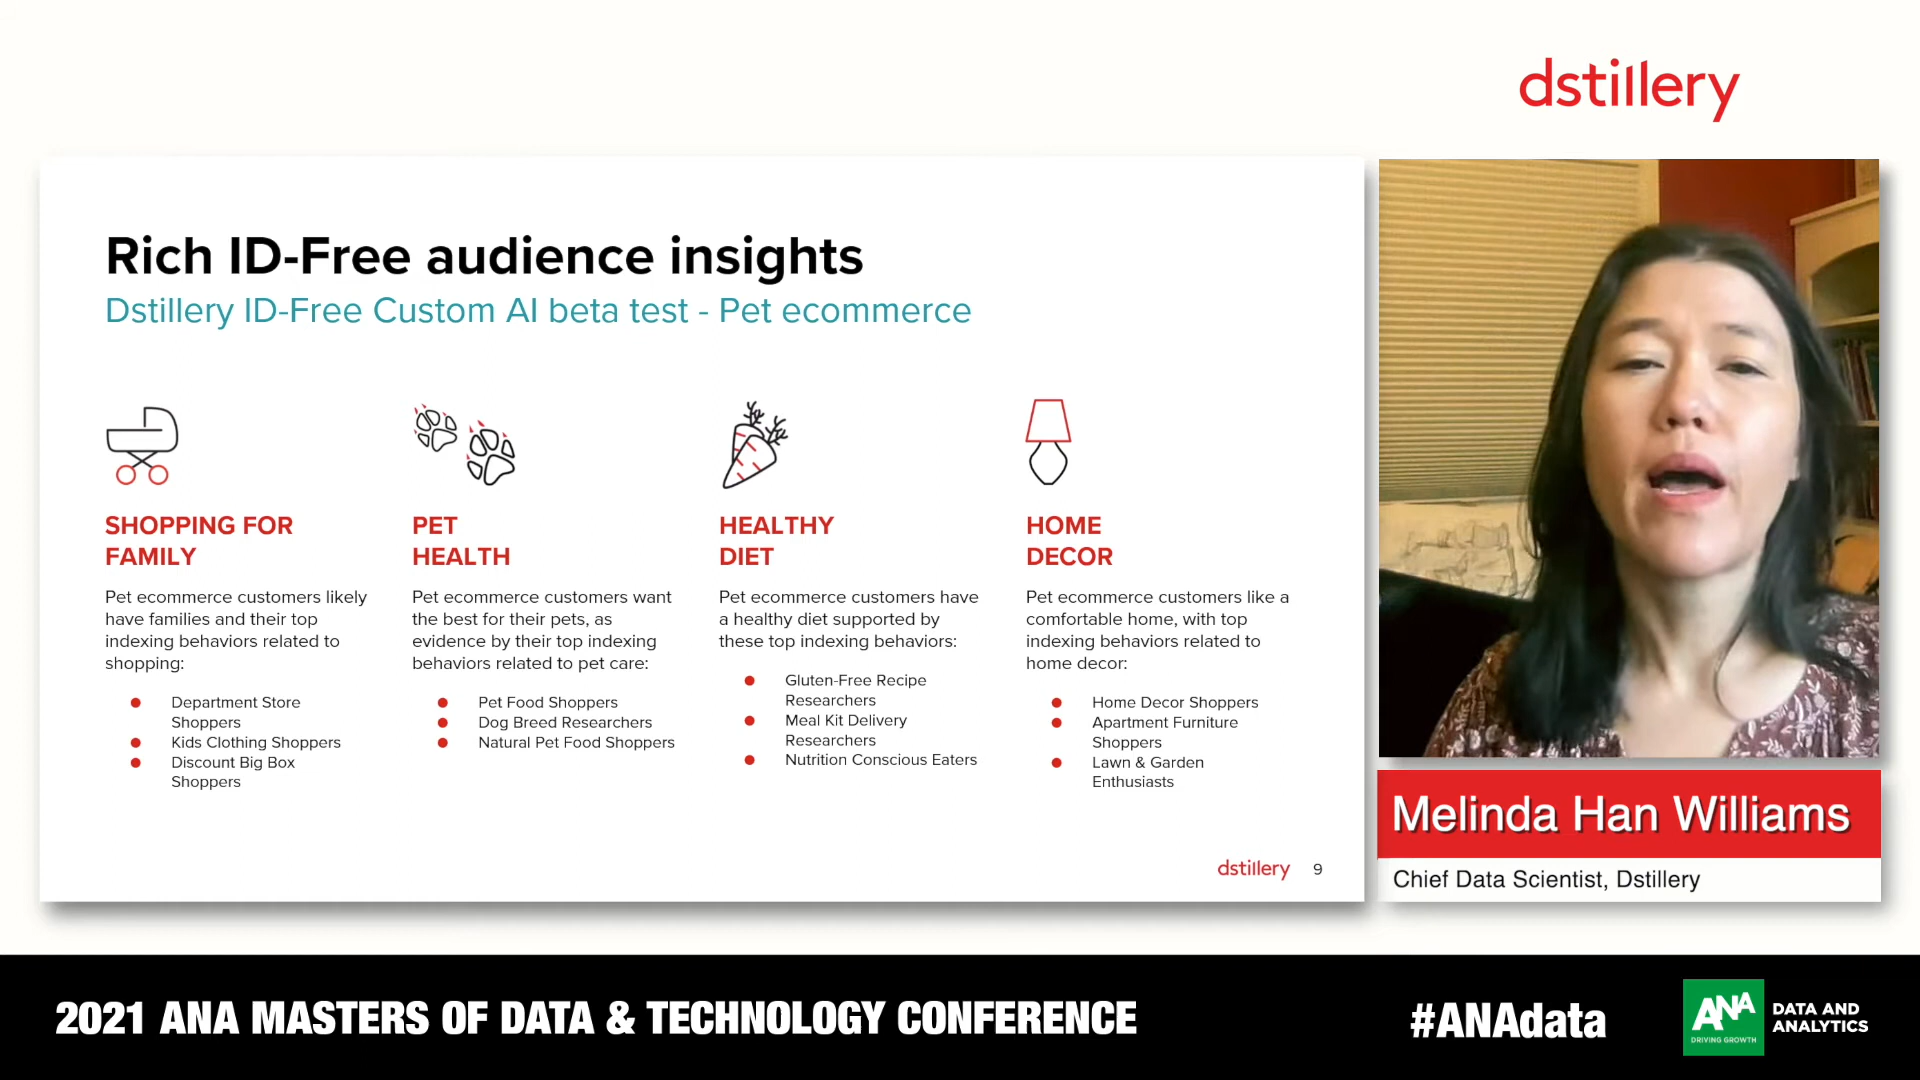 dstillery
Rich ID-Free audience insights
Dstillery ID-Free Custom AI beta test - Pet ecommerce
SHOPPING FOR
FAMILY
Pet ecommerce customers likely
have families and their top
indexing behaviors related to
shopping:
Department Store
Shoppers
Kids Clothing Shoppers
Discount Big Box
Shoppers
PET
HEALTH
Pet ecommerce customers want
the best for their pets, as
evidence by their top indexing
behaviors related to pet care:
Pet Food Shoppers
Dog Breed Researchers
Natural Pet Food Shoppers
HEALTHY
DIET
Pet ecommerce customers have
a healthy diet supported by
these top indexing behaviors:
Gluten-Free Recipe
Researchers
Meal Kit Delivery
Researchers
Nutrition Conscious Eaters
HOME
DECOR
Pet ecommerce customers like a
comfortable home, with top
indexing behaviors related to
home decor:
Home Decor Shoppers
Apartment Furniture
Shoppers
Lawn & Garden
Enthusiasts
dstillery 9
Melinda Han Williams
Chief Data Scientist, Dstillery
2021 ANA MASTERS OF DATA & TECHNOLOGY CONFERENCE
#ANAdata
ANA
DRIVING GROWTH
DATA AND
ANALYTICS